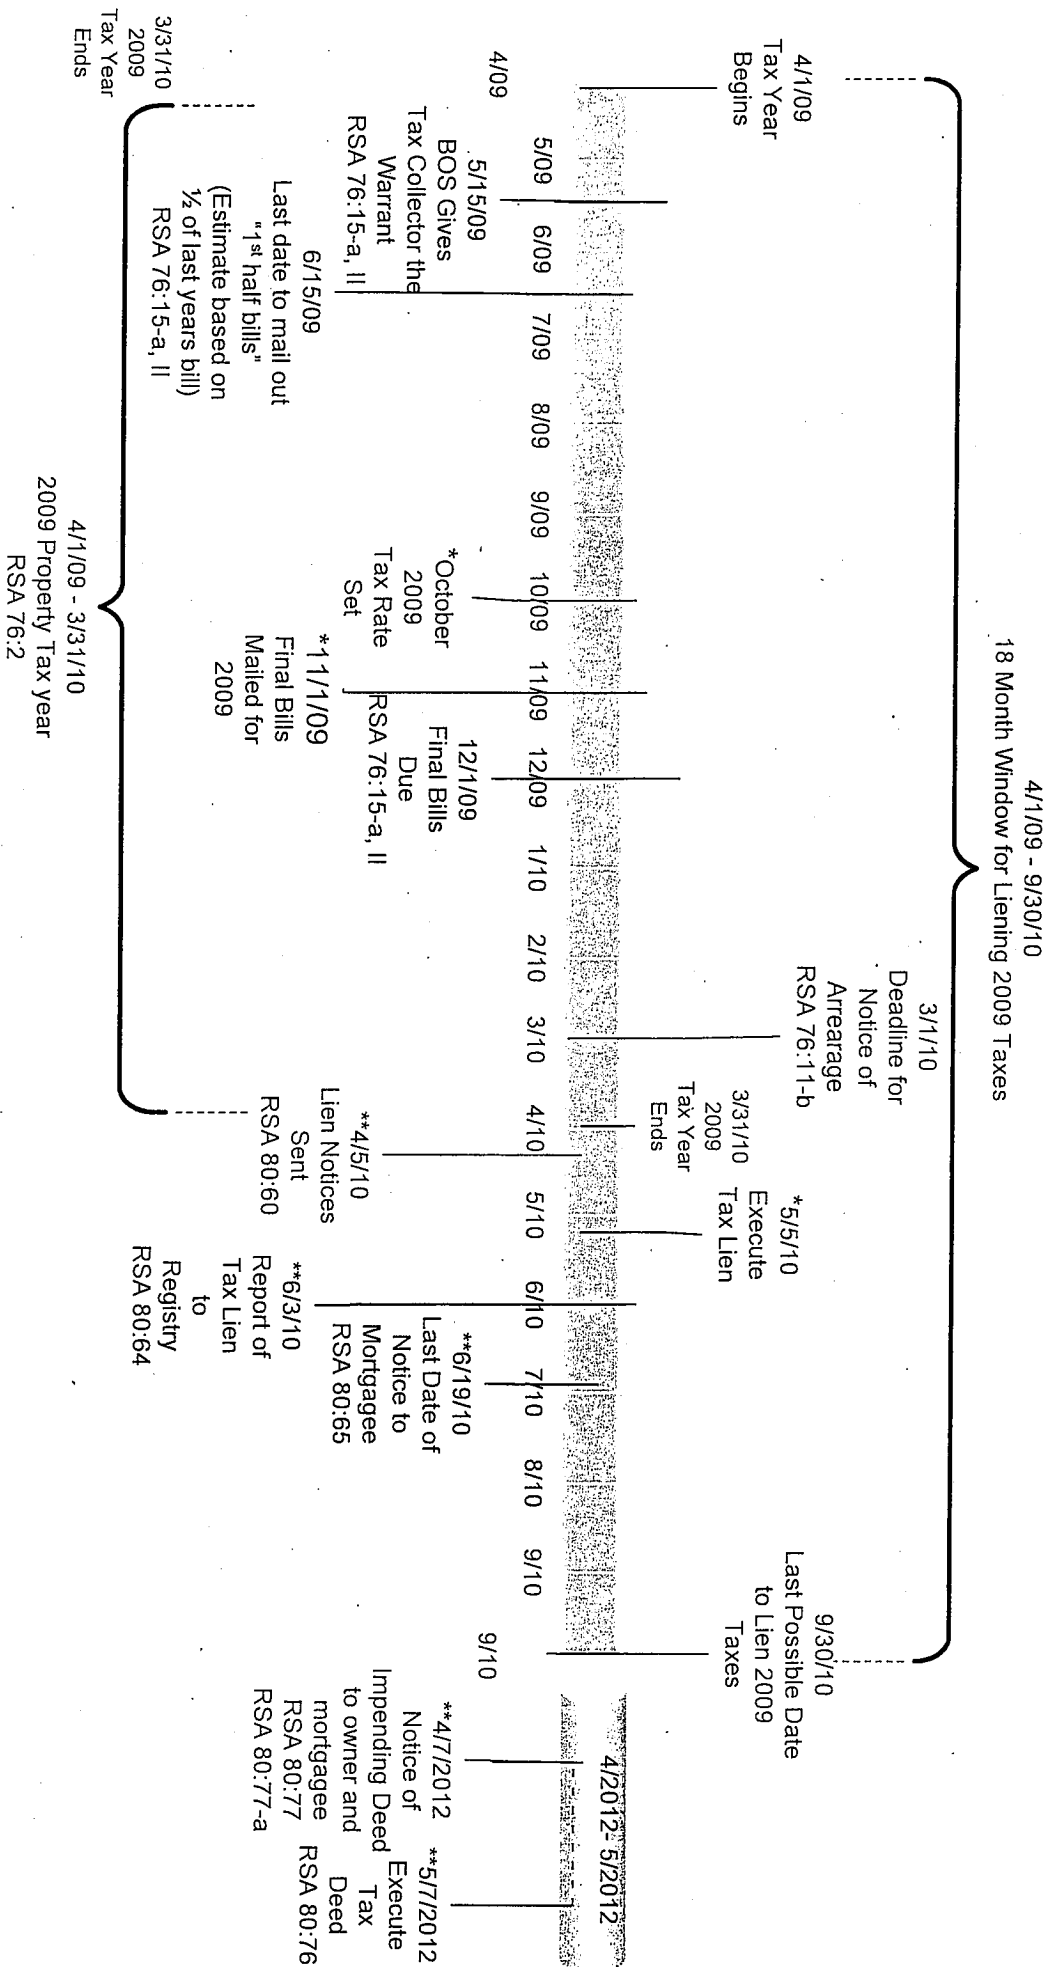 4/1/09 - 9/30/10
18 Month Window for Liening 2009 Taxes
4/1/09
Tax Year
Begins
3/1/10
Deadline for
Notice of
Arrearage
RSA 76:11-b
3/31/10
2009
Tax Year
Ends
*5/5/10
Execute
Tax Lien
9/30/10
Last Possible Date
to Lien 2009
Taxes
4/2012- 5/2012
4/09
5/09
6/09
7/09
8/09
9/09
10/09
11/09
12/09
1/10
2/10
3/10
4/10
5/10
6/10
7/10
8/10
9/10
9/10
5/15/09
BOS Gives
Tax Collector the
Warrant
RSA 76:15-a, II
6/15/09
Last date to mail out
"1st half bills"
(Estimate based on
½ of last years bill)
RSA 76:15-a, II
*October
2009
Tax Rate
Set
*11/1/09
Final Bills
Mailed for
2009
12/1/09
Final Bills
Due
RSA 76:15-a, II
**4/5/10
Lien Notices
Sent
RSA 80:60
**6/3/10
Report of
Tax Lien
to
Registry
RSA 80:64
**6/19/10
Last Date of
Notice to
Mortgagee
RSA 80:65
**4/7/2012
Notice of
Impending Deed
to owner and
mortgagee
RSA 80:77
RSA 80:77-a
**5/7/2012
Execute
Tax
Deed
RSA 80:76
3/31/10
2009
Tax Year
Ends
4/1/09 - 3/31/10
2009 Property Tax year
RSA 76:2